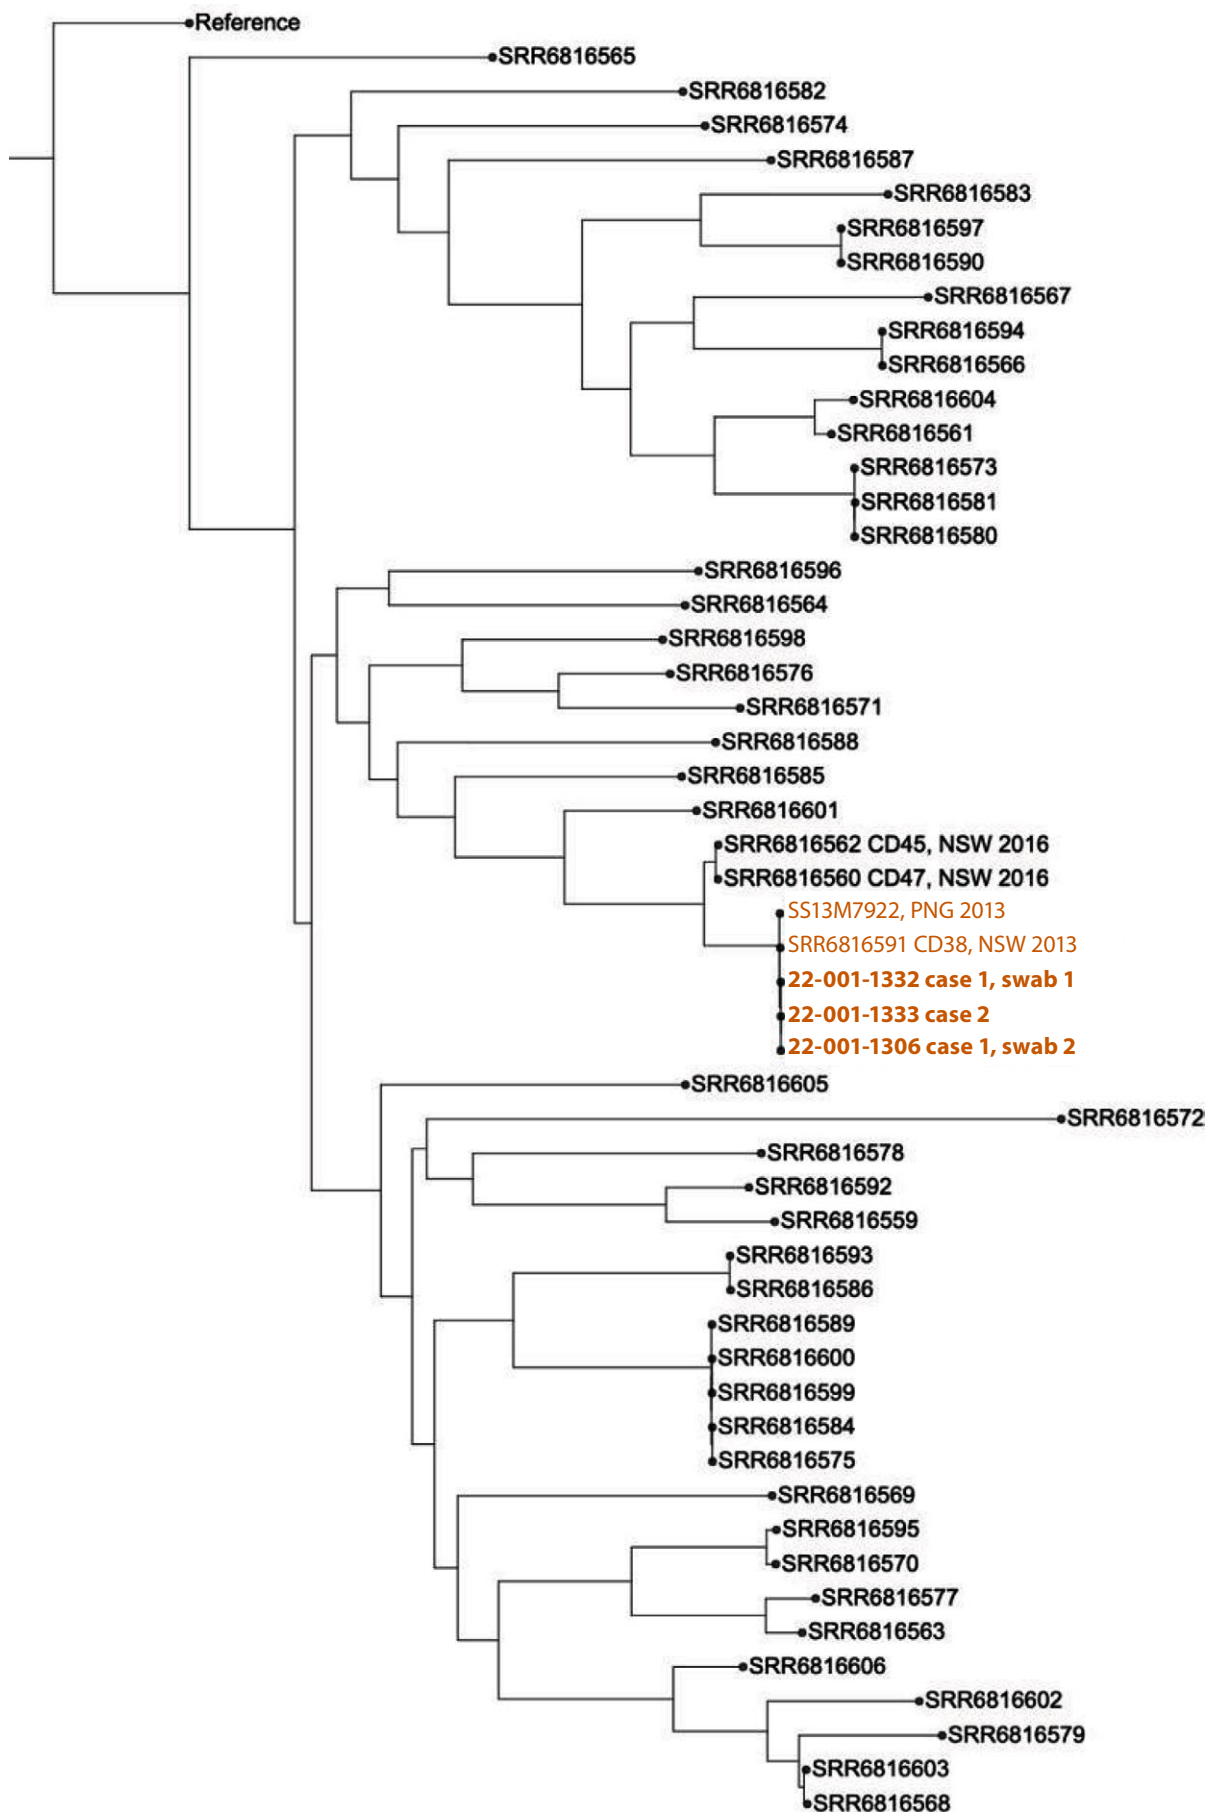 Reference
SRR6816565
SRR6816582
SRR6816574
SRR6816587
SRR6816583
SRR6816597
SRR6816590
SRR6816567
SRR6816594
SRR6816566
SRR6816604
SRR6816561
SRR6816573
SRR6816581
SRR6816580
SRR6816596
SRR6816564
SRR6816598
SRR6816576
SRR6816571
SRR6816588
SRR6816585
SRR6816601
SRR6816562 CD45, NSW 2016
SRR6816560 CD47, NSW 2016
SS13M7922, PNG 2013
SRR6816591 CD38, NSW 2013
22-001-1332 case 1, swab 1
22-001-1333 case 2
22-001-1306 case 1, swab 2
SRR6816605
SRR6816572
SRR6816578
SRR6816592
SRR6816559
SRR6816593
SRR6816586
SRR6816589
SRR6816600
SRR6816599
SRR6816584
SRR6816575
SRR6816569
SRR6816595
SRR6816570
SRR6816577
SRR6816563
SRR6816606
SRR6816602
SRR6816579
SRR6816603
SRR6816568